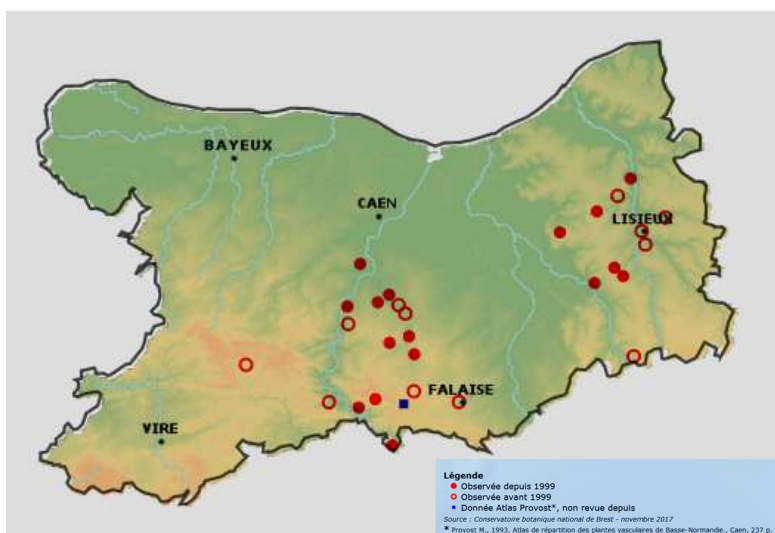 BAYEUX
CAEN
LISIEUX
FALAISE
VIRE
Légende
Observée depuis 1999
Observée avant 1999
Donnée Atlas Provost*, non revue depuis
Source : Conservatoire botanique national de Brest - novembre 2017
* Provost M., 1993. Atlas de répartition des plantes vasculaires de Basse-Normandie., Caen, 237 p.